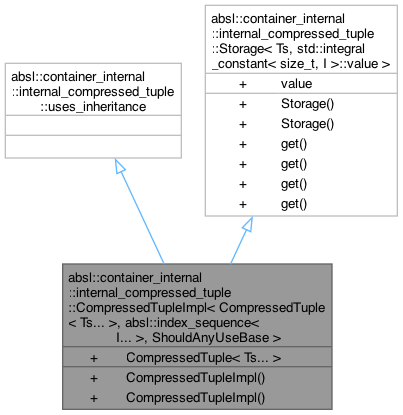 absl::container_internal
::internal_compressed_tuple
::uses_inheritance
absl::container_internal
::internal_compressed_tuple
::Storage< Ts, std::integral
_constant< size_t, I >::value >
+ value
+ Storage()
+ Storage()
+ get()
+ get()
+ get()
+ get()
absl::container_internal
::internal_compressed_tuple
::CompressedTupleImpl< CompressedTuple
< Ts... >, absl::index_sequence<
I... >, ShouldAnyUseBase >
+ CompressedTuple< Ts... >
+ CompressedTupleImpl()
+ CompressedTupleImpl()